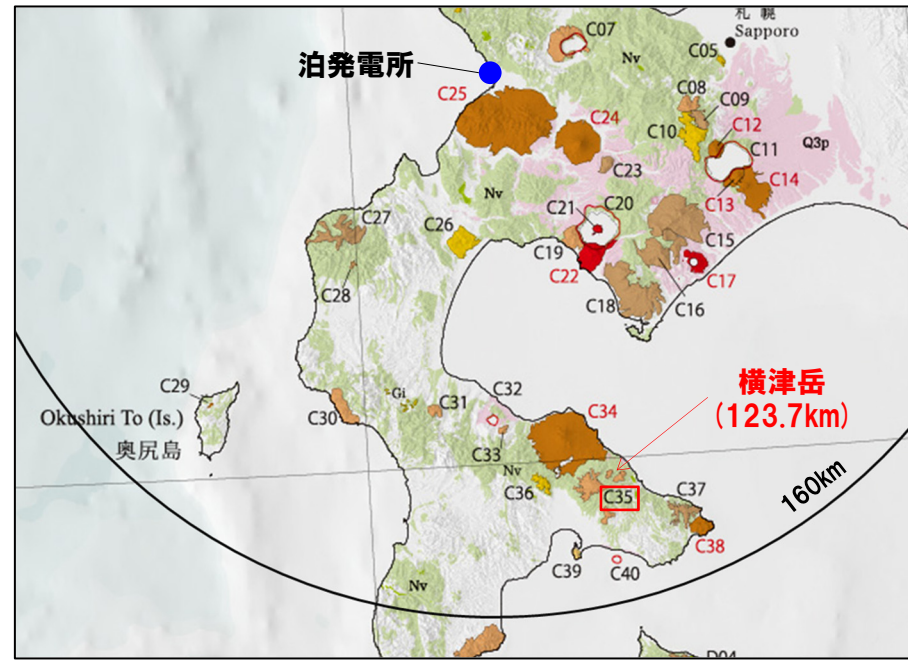 札 幌
Sapporo
C07
Nv
C05
泊発電所
C25
C08
C09
C24
C10
C12
C11
Q3p
C23
C14
C13
Nv
C27
C26
C21
C20
C19
C15
C22
C17
C28
C18
C16
C29
Okushiri To (Is.)
奥尻島
C30
Gi
C31
C32
C34
横津岳
(123.7km)
C33
Nv
C36
C35
C37
160km
C38
C39
C40
Nv
D04